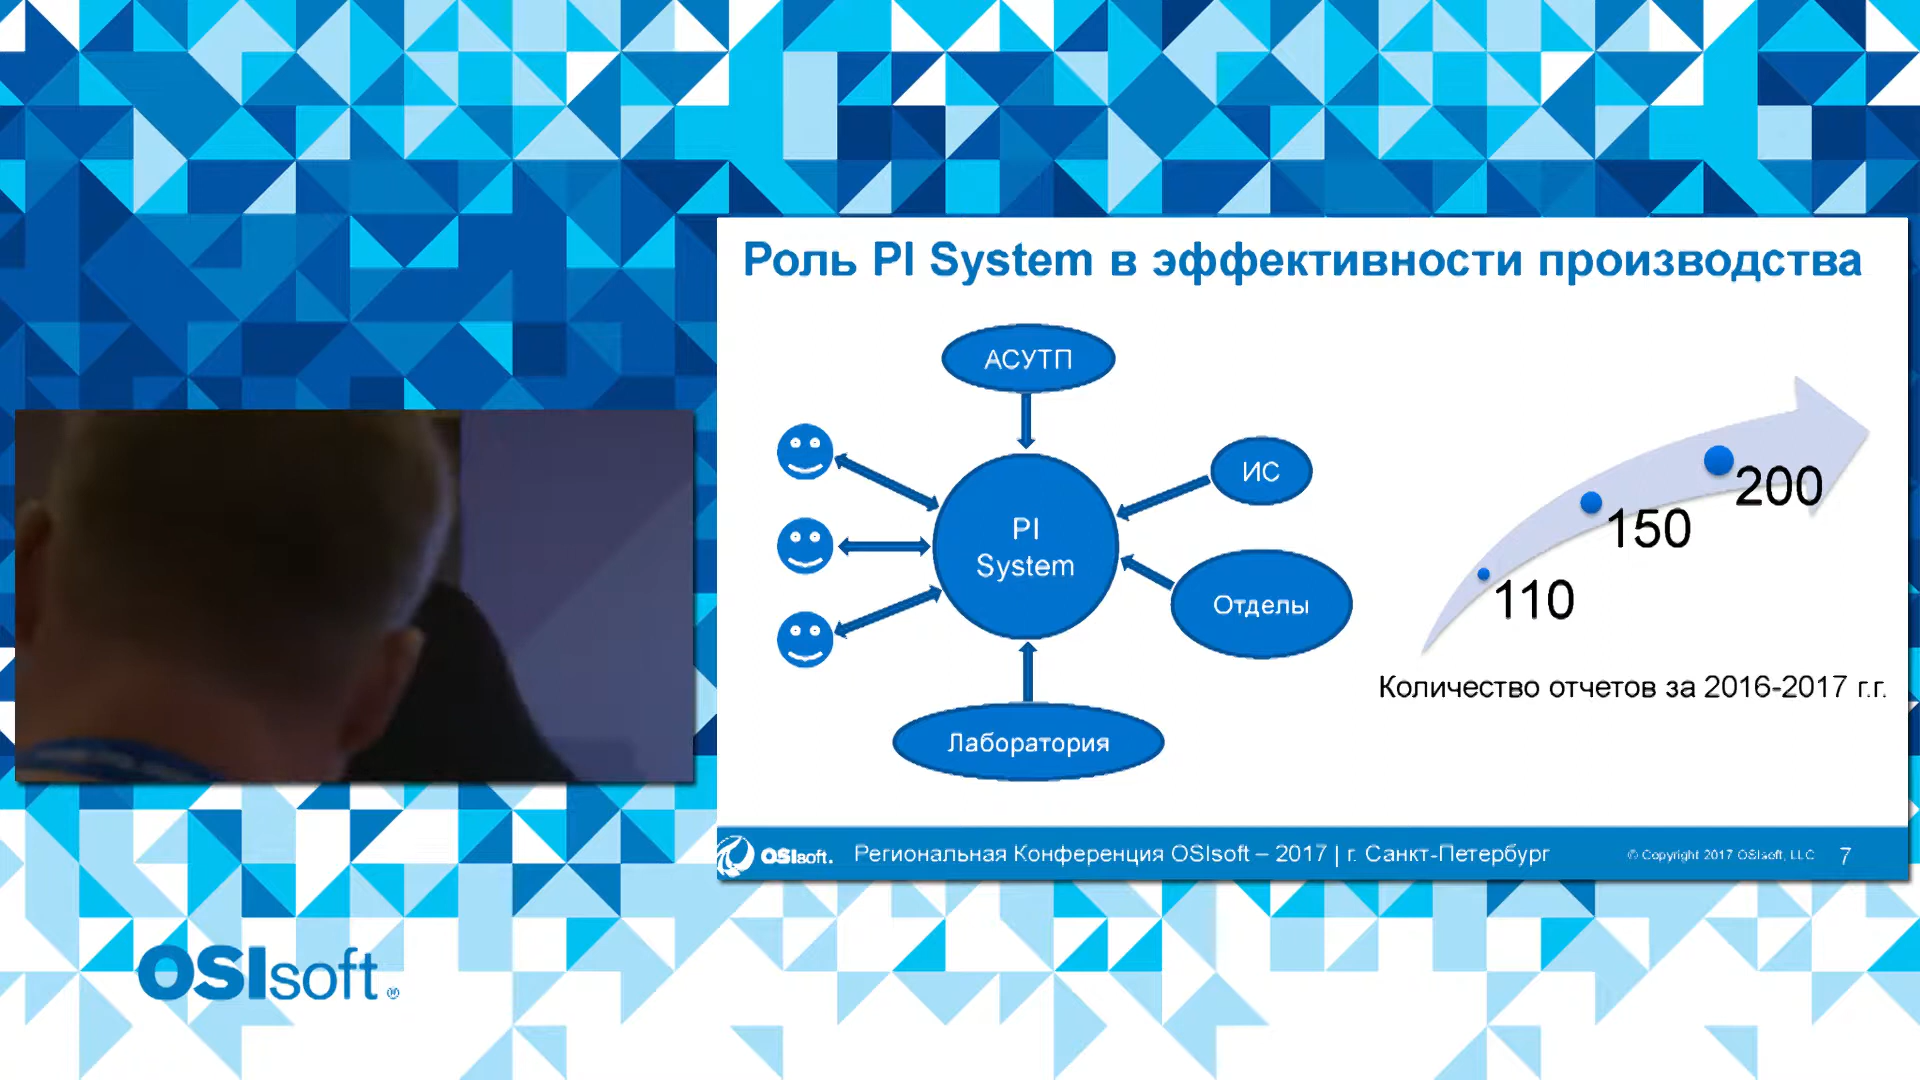 Роль PI System в эффективности производства
АСУТП
ИС
PI
System
Отделы
Лаборатория
200
150
110
Количество отчетов за 2016-2017 г.г.
OSIsoft. Региональная Конференция OSIsoft – 2017 | г. Санкт-Петербург © Copyright 2017 OSIsoft, LLC 7
OSIsoft®